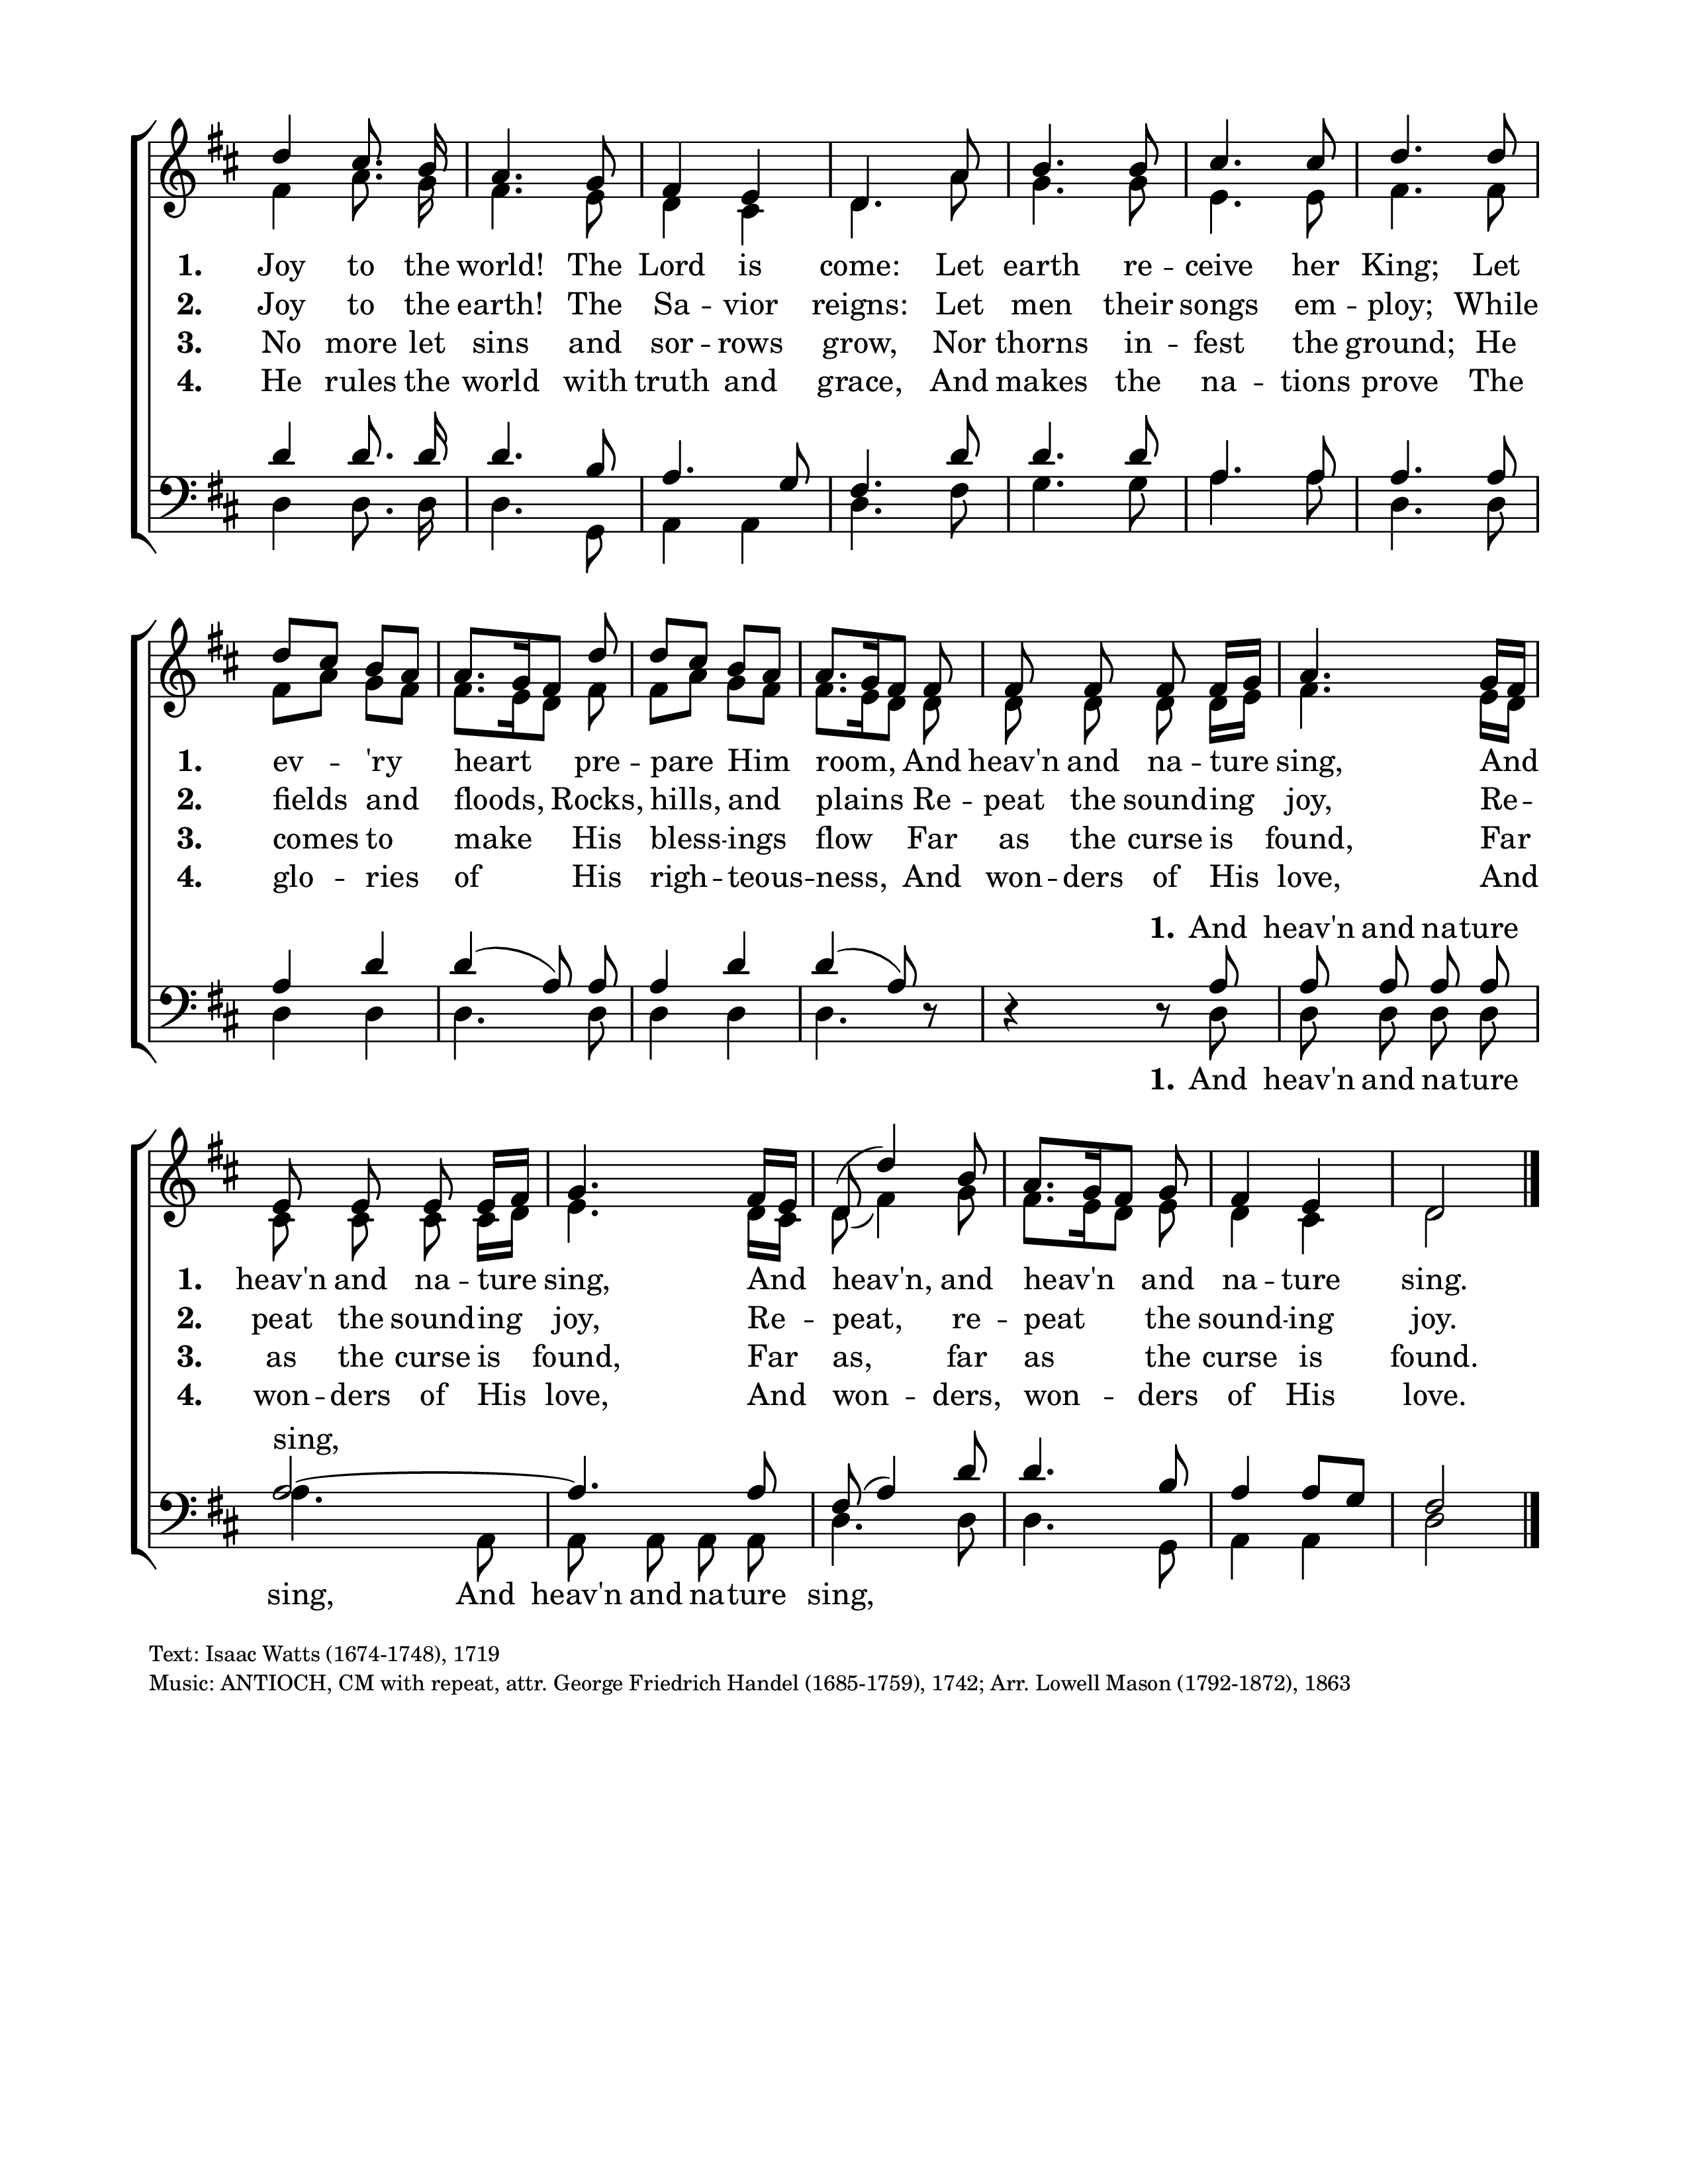 1. Joy to the world! The Lord is come: Let earth re -- ceive her King; Let
2. Joy to the earth! The Sa -- vior reigns: Let men their songs em -- ploy; While
3. No more let sins and sor -- rows grow, Nor thorns in -- fest the ground; He
4. He rules the world with truth and grace, And makes the na -- tions prove The
1. ev -- 'ry heart pre -- pare Him room, And heav'n and na -- ture sing, And
2. fields and floods, Rocks, hills, and plains Re -- peat the sounding joy, Re --
3. comes to make His bless -- ings flow Far as the curse is found, Far
4. glo -- ries of His righ -- teous -- ness, And won -- ders of His love, And
1. And heav'n and nature
1. And heav'n and nature
1. heav'n and na -- ture sing, And heav'n, and heav'n and na -- ture sing.
2. peat the sounding joy, Re -- peat, re -- peat the sound -- ing joy.
3. as the curse is found, Far as, far as the curse is found.
4. won -- ders of His love, And won -- ders, won -- ders of His love.
sing,
sing, And heav'n and nature sing,
Text: Isaac Watts (1674-1748), 1719
Music: ANTIOCH, CM with repeat, attr. George Friedrich Handel (1685-1759), 1742; Arr. Lowell Mason (1792-1872), 1863